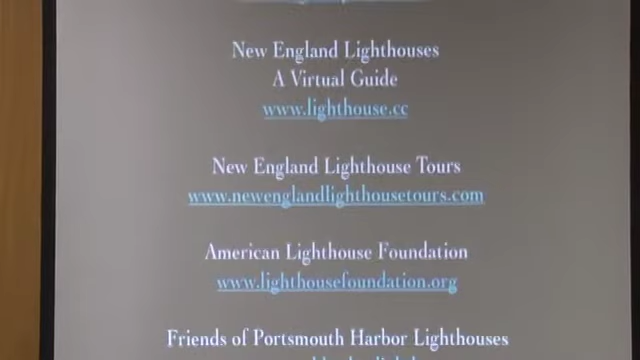 New England Lighthouses
A Virtual Guide
www.lighthouse.cc
New England Lighthouse Tours
www.newenglandlighthousetours.com
American Lighthouse Foundation
www.lighthousefoundation.org
Friends of Portsmouth Harbor Lighthouses